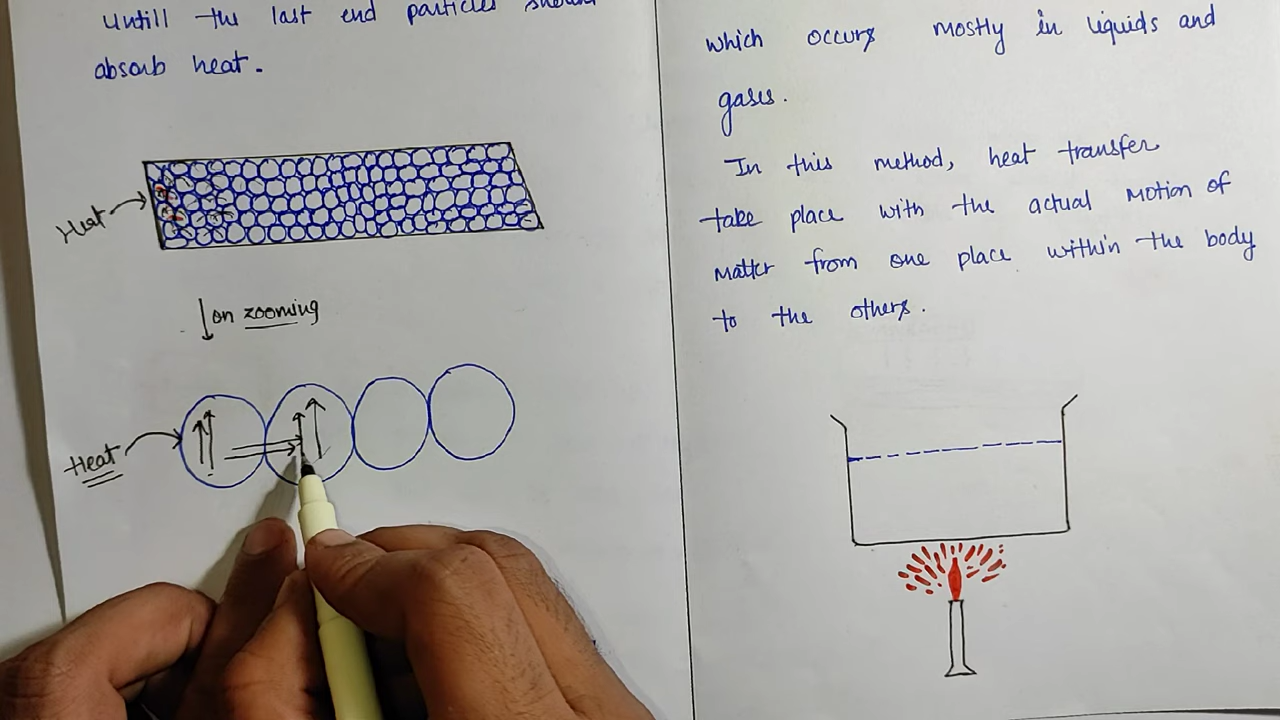 Untill the last end particles should
absorb heat.
Heat
on zooming
Heat
which occurs mostly in liquids and
gases.
In this method, heat transfer
take place with the actual motion of
matter from one place within the body
to the others.